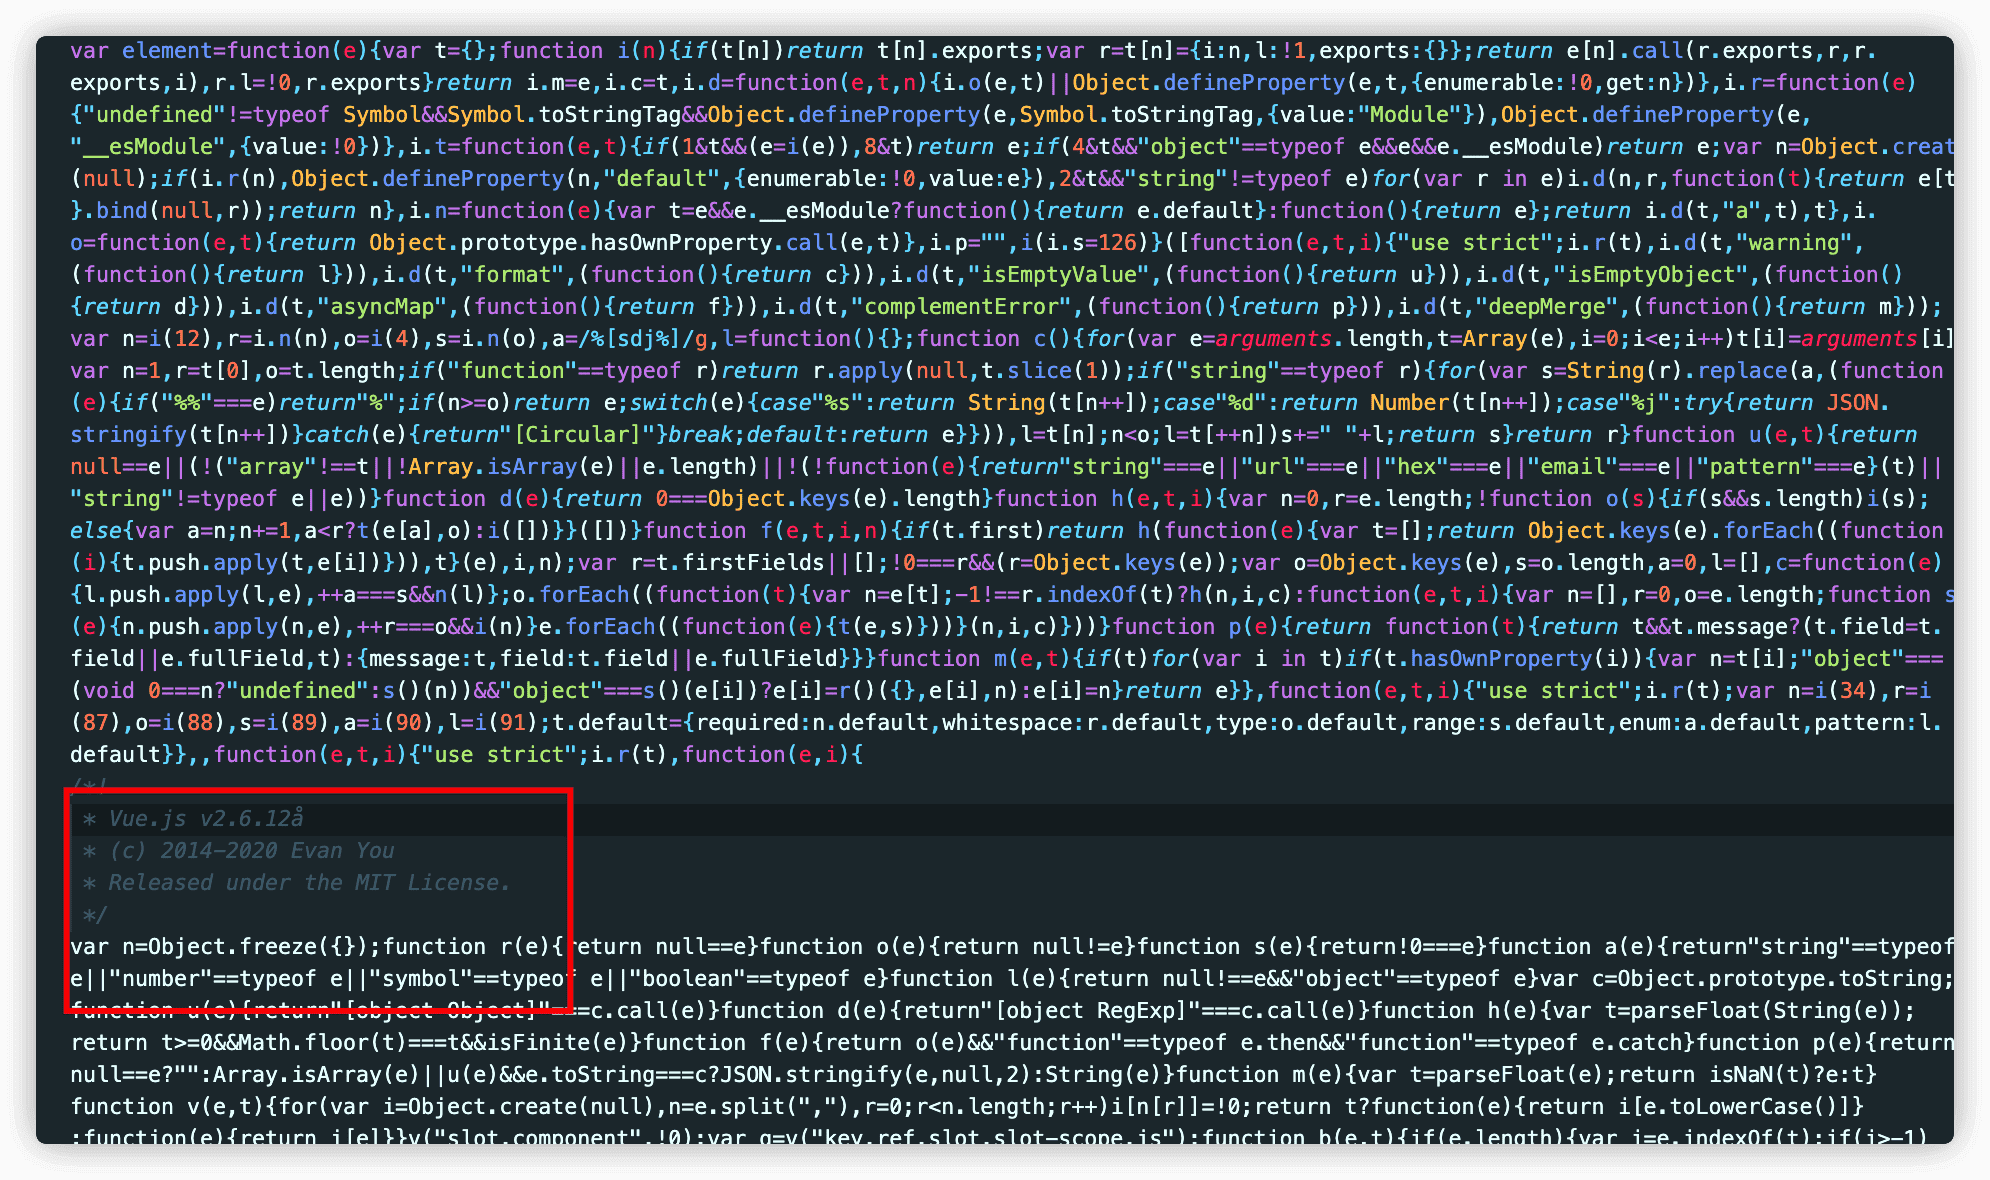 var element=function(e){var t={};function i(n){if(t[n])return t[n].exports;var r=t[n]={i:n,l:!1,exports:{}};return e[n].call(r.exports,r,r.
exports,i),r.l=!0,r.exports}return i.m=e,i.c=t,i.d=function(e,t,n){i.o(e,t)||Object.defineProperty(e,t,{enumerable:!0,get:n})},i.r=function(e)
{"undefined"!=typeof Symbol&&Symbol.toStringTag&&Object.defineProperty(e,Symbol.toStringTag,{value:"Module"}),Object.defineProperty(e,
"__esModule",{value:!0})},i.t=function(e,t){if(1&t&&(e=i(e)),8&t)return e;if(4&t&&"object"==typeof e&&e&&e.__esModule)return e;var n=Object.creat
(null);if(i.r(n),Object.defineProperty(n,"default",{enumerable:!0,value:e}),2&t&&"string"!=typeof e)for(var r in e)i.d(n,r,function(t){return e[t
}.bind(null,r));return n},i.n=function(e){var t=e&&e.__esModule?function(){return e.default}:function(){return e};return i.d(t,"a",t),t},i.
o=function(e,t){return Object.prototype.hasOwnProperty.call(e,t)},i.p="",i(i.s=126)}([function(e,t,i){"use strict";i.r(t),i.d(t,"warning",
(function(){return l})),i.d(t,"format",(function(){return c})),i.d(t,"isEmptyValue",(function(){return u})),i.d(t,"isEmptyObject",(function()
{return d})),i.d(t,"asyncMap",(function(){return f})),i.d(t,"complementError",(function(){return p})),i.d(t,"deepMerge",(function(){return m}));
var n=i(12),r=i.n(n),o=i(4),s=i.n(o),a=/%[sdj%]/g,l=function(){};function c(){for(var e=arguments.length,t=Array(e),i=0;i<e;i++)t[i]=arguments[i]
var n=1,r=t[0],o=t.length;if("function"==typeof r)return r.apply(null,t.slice(1));if("string"==typeof r){for(var s=String(r).replace(a,(function
(e){if("%%"===e)return"%";if(n>=o)return e;switch(e){case"%s":return String(t[n++]);case"%d":return Number(t[n++]);case"%j":try{return JSON.
stringify(t[n++])}catch(e){return"[Circular]"}break;default:return e}})),l=t[n];n<o;l=t[++n])s+=" "+l;return s}return r}function u(e,t){return
null==e||(!("array"!==t||!Array.isArray(e)||e.length)||!(!function(e){return"string"===e||"url"===e||"hex"===e||"email"===e||"pattern"===e}(t)||
"string"!=typeof e||e))}function d(e){return 0===Object.keys(e).length}function h(e,t,i){var n=0,r=e.length;!function o(s){if(s&&s.length)i(s);
else{var a=n;n+=1,a<r?t(e[a],o):i([])}}([])}function f(e,t,i,n){if(t.first)return h(function(e){var t=[];return Object.keys(e).forEach((function
(i){t.push.apply(t,e[i])})),t}(e),i,n);var r=t.firstFields||[];!0===r&&(r=Object.keys(e));var o=Object.keys(e),s=o.length,a=0,l=[],c=function(e)
{l.push.apply(l,e),++a===s&&n(l)};o.forEach((function(t){var n=e[t];-1!==r.indexOf(t)?h(n,i,c):function(e,t,i){var n=[],r=0,o=e.length;function s
(e){n.push.apply(n,e),++r===o&&i(n)}e.forEach((function(e){t(e,s)}))}(n,i,c)}))}function p(e){return function(t){return t&&t.message?(t.field=t.
field||e.fullField,t):{message:t,field:t.field||e.fullField}}}function m(e,t){if(t)for(var i in t)if(t.hasOwnProperty(i)){var n=t[i];"object"===
(void 0===n?"undefined":s()(n))&&"object"===s()(e[i])?e[i]=r()({},e[i],n):e[i]=n}return e}},function(e,t,i){"use strict";i.r(t);var n=i(34),r=i
(87),o=i(88),s=i(89),a=i(90),l=i(91);t.default={required:n.default,whitespace:r.default,type:o.default,range:s.default,enum:a.default,pattern:l.
default}},,function(e,t,i){"use strict";i.r(t),function(e,i){
/*!
* Vue.js v2.6.12å
* (c) 2014-2020 Evan You
* Released under the MIT License.
*/
var n=Object.freeze({});function r(e){return null==e}function o(e){return null!=e}function s(e){return!0===e}function a(e){return"string"==typeof
e||"number"==typeof e||"symbol"==typeof e||"boolean"==typeof e}function l(e){return null!==e&&"object"==typeof e}var c=Object.prototype.toString;
function u(e){return"[object Object]"===c.call(e)}function d(e){return"[object RegExp]"===c.call(e)}function h(e){var t=parseFloat(String(e));
return t>=0&&Math.floor(t)===t&&isFinite(e)}function f(e){return o(e)&&"function"==typeof e.then&&"function"==typeof e.catch}function p(e){return
null==e?"":Array.isArray(e)||u(e)&&e.toString===c?JSON.stringify(e,null,2):String(e)}function m(e){var t=parseFloat(e);return isNaN(t)?e:t}
function v(e,t){for(var i=Object.create(null),n=e.split(","),r=0;r<n.length;r++)i[n[r]]=!0;return t?function(e){return i[e.toLowerCase()]}
:function(e){return i[e]}}v("slot,component",!0);var g=v("key,ref,slot,slot-scope,is");function b(e,t){if(e.length){var i=e.indexOf(t);if(i>-1)